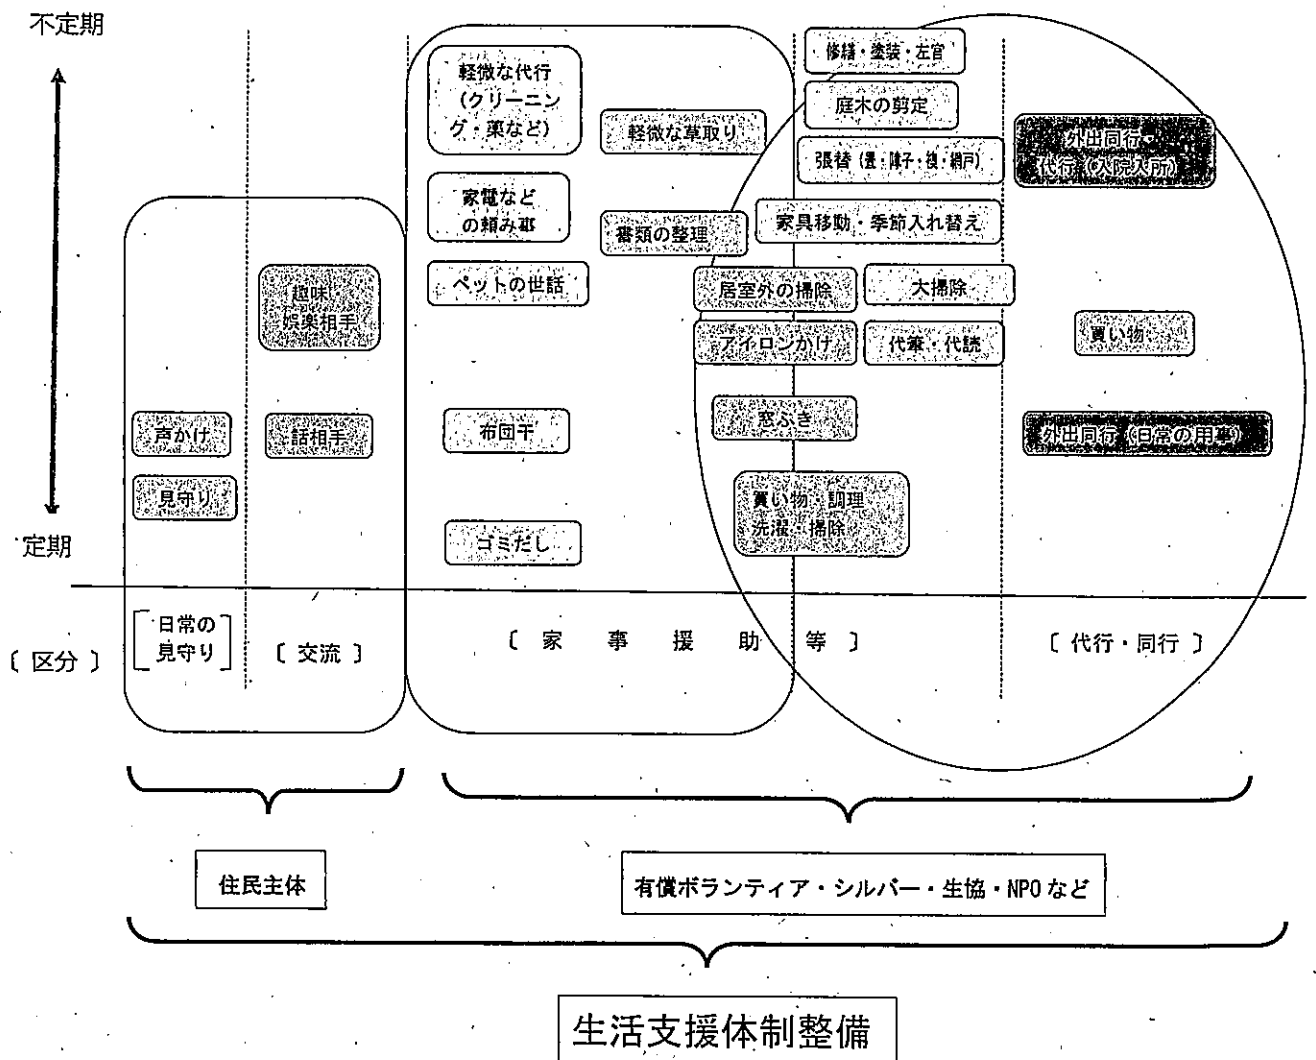 不定期
定期
軽微な代行
(クリーニン
グ・薬など)
軽微な草取り
家電など
の頼み事
書類の整理
ペットの世話
修繕・塗装・左官
庭木の剪定
張替(畳・障子・襖・網戸)
外出同行・
代行(入院入所)
家具移動・季節入れ替え
居室外の掃除
大掃除
アイロンかけ
代筆・代読
買い物
趣味・
娯楽相手
声かけ
話相手
布団干
窓ふき
外出同行(日常の用事)
見守り
買い物・調理
洗濯・掃除
ゴミだし
〔区分〕
[日常の
見守り]
〔交流〕
〔家事援助等〕
〔代行・同行〕
住民主体
有償ボランティア・シルバー・生協・NPOなど
生活支援体制整備